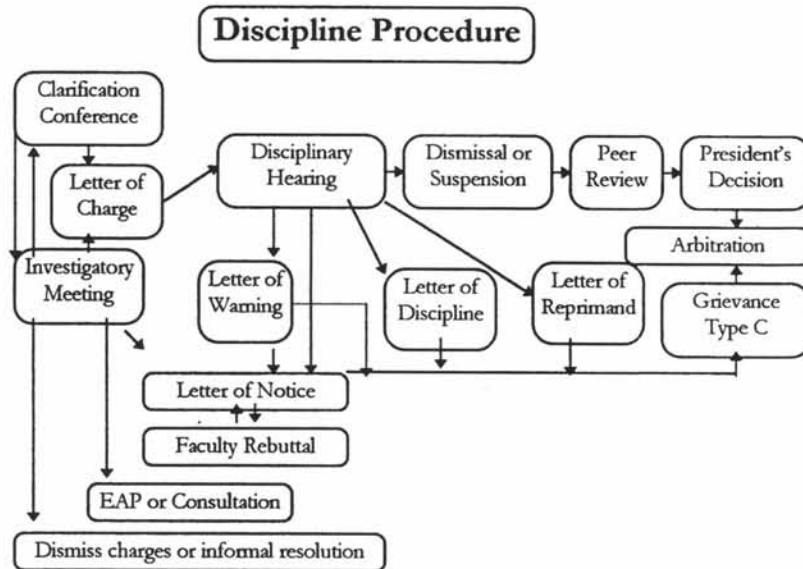 Discipline Procedure
Clarification
Conference
Letter of
Charge
Disciplinary
Hearing
Dismissal or
Suspension
Peer
Review
President's
Decision
Arbitration
Investigatory
Meeting
Letter of
Warning
Letter of
Discipline
Letter of
Reprimand
Grievance
Type C
Letter of Notice
Faculty Rebuttal
EAP or Consultation
Dismiss charges or informal resolution